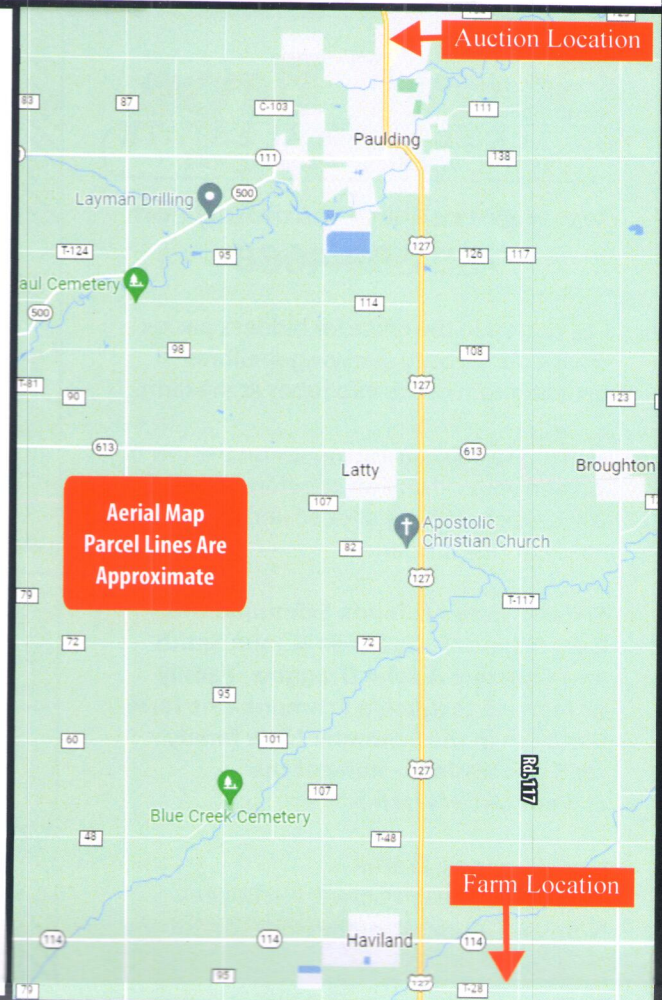 Auction Location
83
87
C-103
111
Paulding
111
138
Layman Drilling
500
T-124
95
127
126
117
aul Cemetery
500
114
98
108
T-81
127
90
123
613
613
Latty
Broughton
107
Aerial Map
Parcel Lines Are
Approximate
Apostolic
Christian Church
82
127
79
T-117
72
72
95
60
101
127
Rd. 117
107
Blue Creek Cemetery
48
T-48
Farm Location
114
114
Haviland
114
95
127
T-28
79